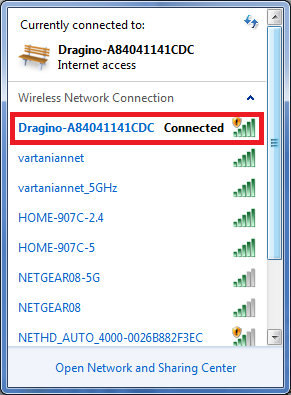 Currently connected to:
Dragino-A84041141CDC
Internet access
Wireless Network Connection
Dragino-A84041141CDC Connected
vartaniannet
vartaniannet_5GHz
HOME-907C-2.4
HOME-907C-5
NETGEAR08-5G
NETGEAR08
NETHD_AUTO_4000-0026B882F3EC
Open Network and Sharing Center